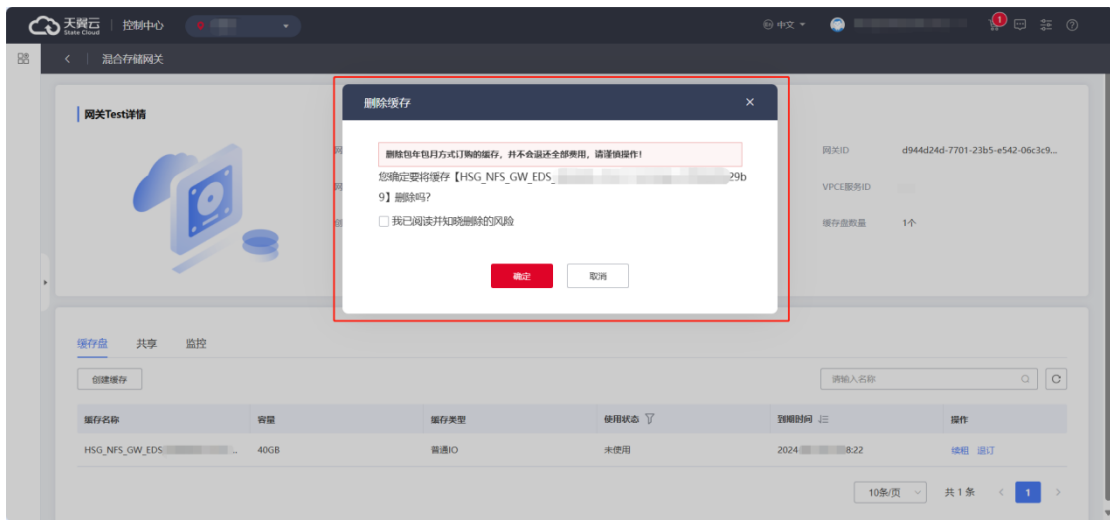 天翼云
State Cloud
控制中心
中文
1
混合存储网关
网关Test详情
删除缓存
删除包年包月方式订购的缓存，并不会退还全部费用，请谨慎操作！
您确定要将缓存【HSG_NFS_GW_EDS_ 29b
9】删除吗？
我已阅读并知晓删除的风险
确定 取消
网关ID d944d24d-7701-23b5-e542-06c3c9...
VPCE服务ID
缓存盘数量 1个
缓存盘 共享 监控
创建缓存
请输入名称
缓存名称 容量 缓存类型 使用状态 到期时间 操作
HSG_NFS_GW_EDS ... 40GB 普通IO 未使用 2024 8:22 续租 退订
10条/页 共 1 条 1